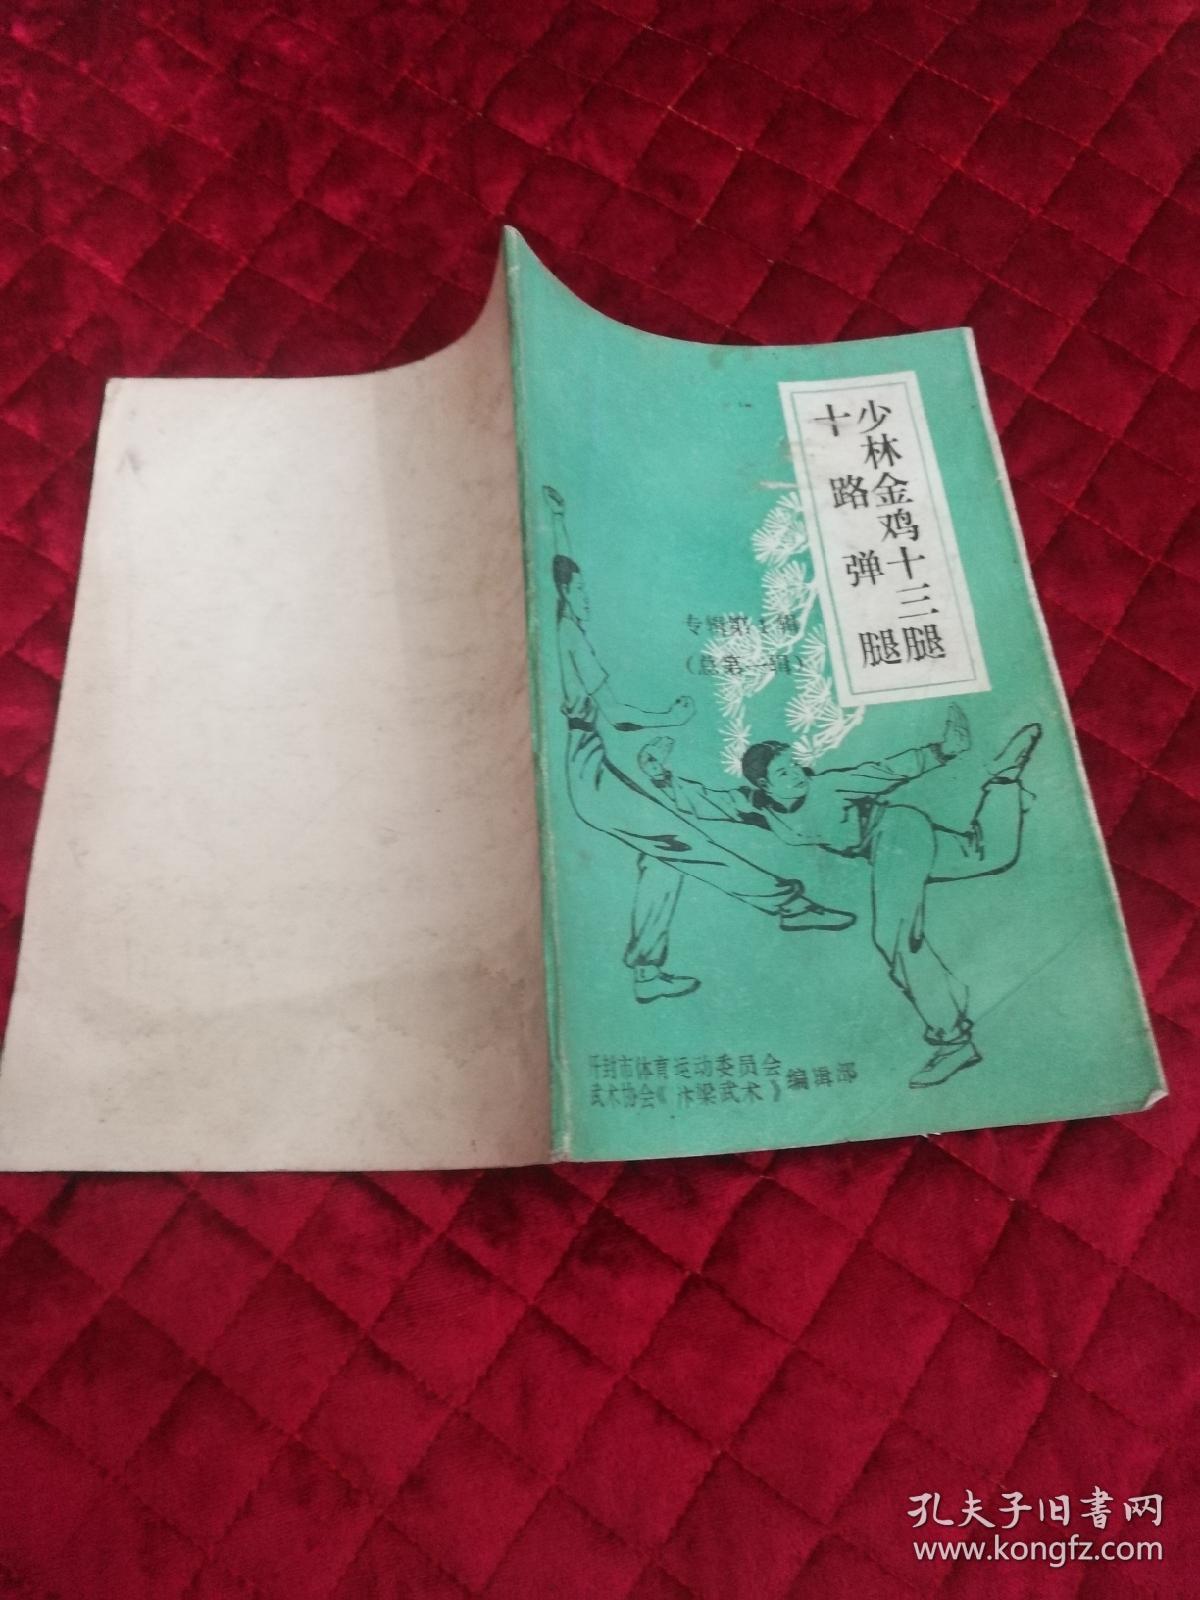 少林金鸡十三腿
十路弹腿
专辑第1辑
（总第一辑）
开封市体育运动委员会
武术协会《汴梁武术》编辑部
孔夫子旧书网
www.kongfz.com